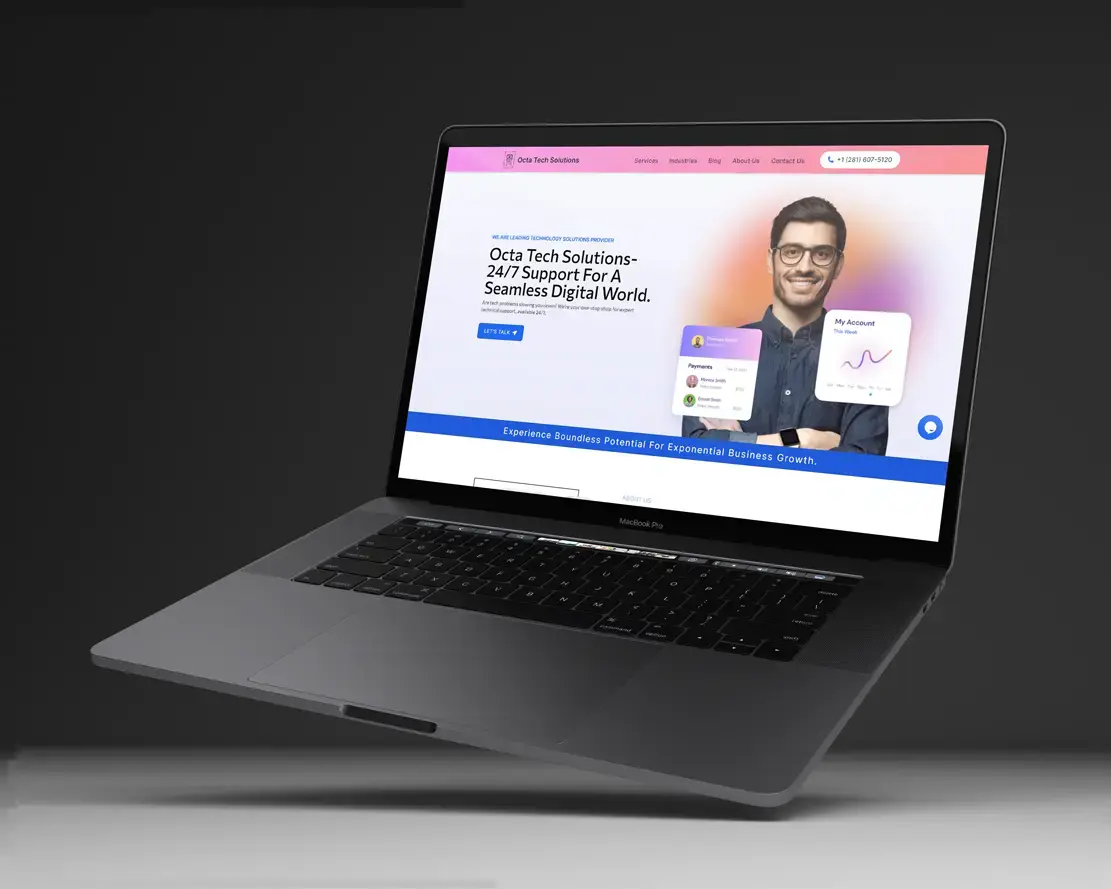 Octa Tech Solutions
Services Industries Blog About Us Contact Us +1 (281) 607-5120
WE ARE LEADING TECHNOLOGY SOLUTIONS PROVIDER
Octa Tech Solutions-
24/7 Support For A
Seamless Digital World.
Are tech problems slowing you down? We're your one-stop shop for expert
technical support, available 24/7.
LET'S TALK
Payments
Monica Smith
My Account
This Week
Experience Boundless Potential For Exponential Business Growth.
ABOUT US
MacBook Pro
command option